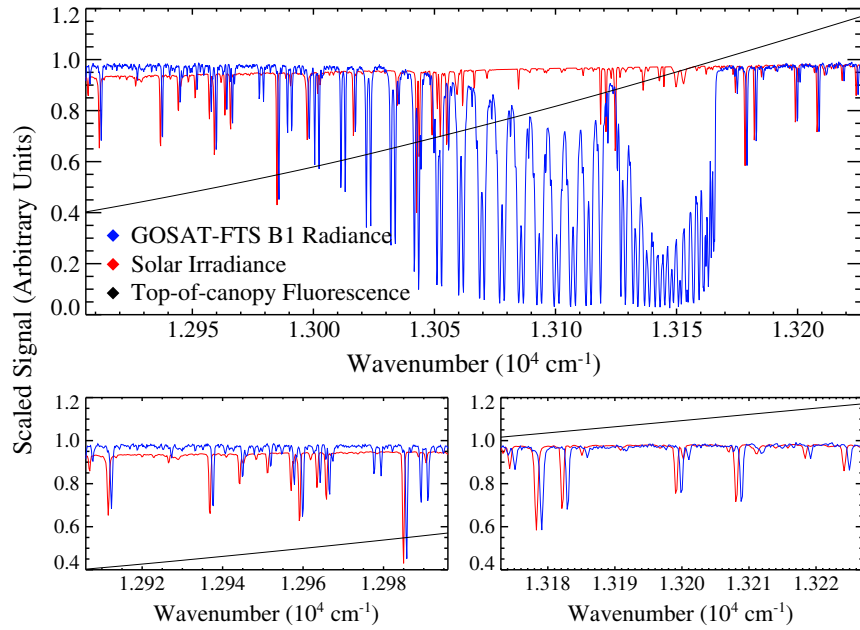 Scaled Signal (Arbitrary Units)
1.2
1.0
0.8
0.6
0.4
0.2
0.0
GOSAT-FTS B1 Radiance
Solar Irradiance
Top-of-canopy Fluorescence
1.295 1.300 1.305 1.310 1.315 1.320
Wavenumber (10⁴ cm⁻¹)
1.2
1.0
0.8
0.6
0.4
1.292 1.294 1.296 1.298
Wavenumber (10⁴ cm⁻¹)
1.2
1.0
0.8
0.6
0.4
1.318 1.319 1.320 1.321 1.322
Wavenumber (10⁴ cm⁻¹)